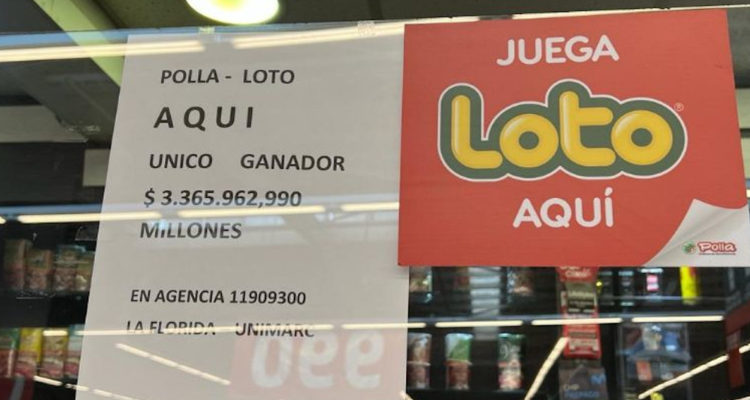 POLLA - LOTO
AQUI
UNICO GANADOR
$ 3.365.962,990
MILLONES
EN AGENCIA 11909300
LA FLORIDA UNIMARC
JUEGA
Loto®
AQUÍ
Polla